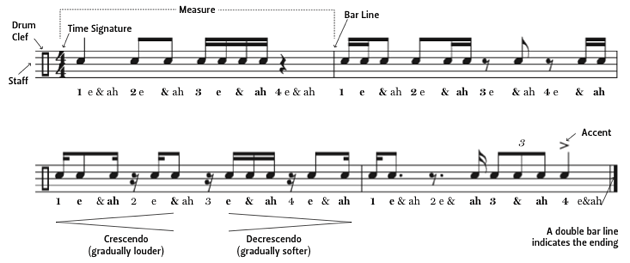 Measure
Drum
Clef
Time Signature
Bar Line
Staff
4
4
1 e & ah 2 e & ah 3 e & ah 4 e & ah
1 e & ah 2 e & ah 3 e & ah 4 e & ah
3
Accent
1 e & ah 2 e & ah 3 e & ah 4 e & ah
1 e & ah 2 e & ah 3 & ah 4 e&ah
Crescendo
(gradually louder)
Decrescendo
(gradually softer)
A double bar line
indicates the ending